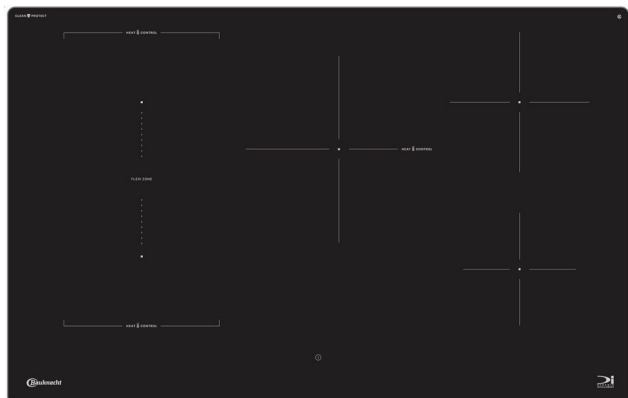 CLEAN PROTECT
HEAT CONTROL
HEAT CONTROL
FLEXI ZONE
HEAT CONTROL
Bauknecht